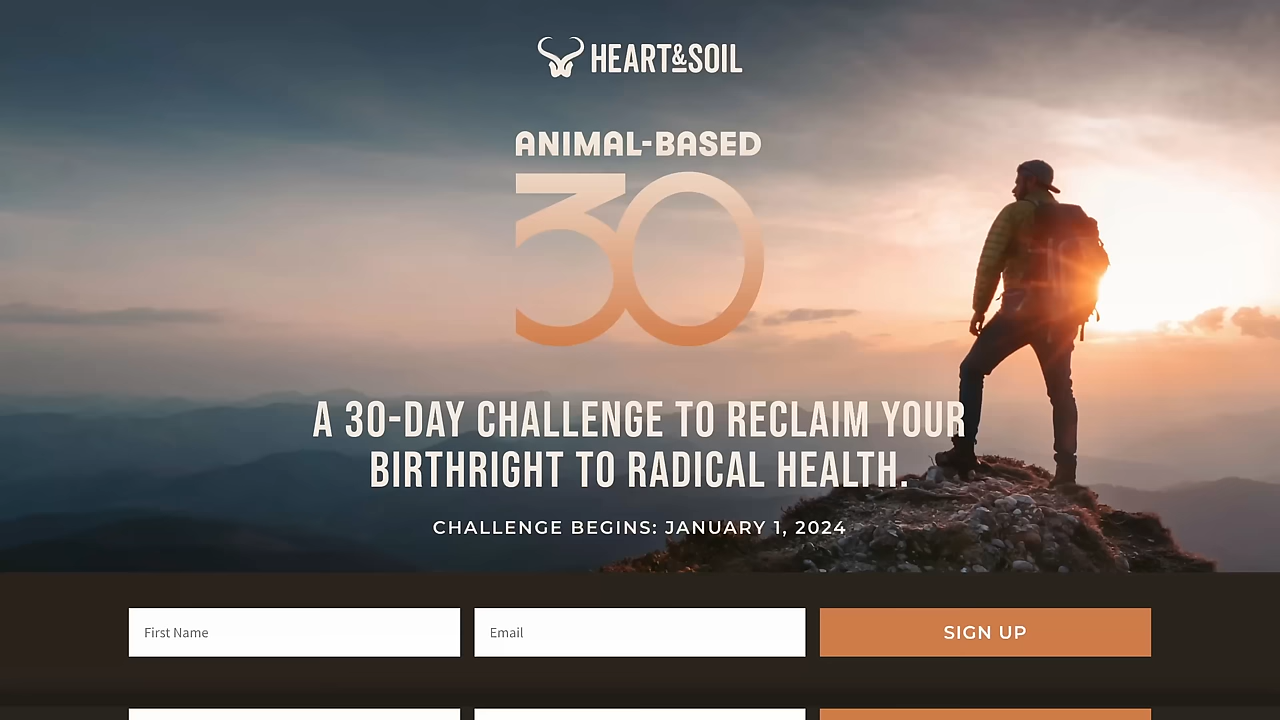 HEART&SOIL
ANIMAL-BASED
30
A 30-DAY CHALLENGE TO RECLAIM YOUR
BIRTHRIGHT TO RADICAL HEALTH.
CHALLENGE BEGINS: JANUARY 1, 2024
First Name
Email
SIGN UP